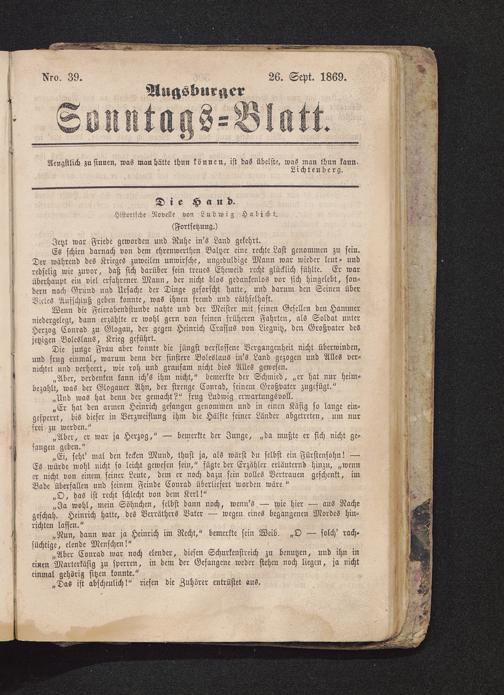 Nro. 39.
26. Sept. 1869.
Augsburger
Sonntags-Blatt.
Aengstlich zu sinnen, was man hätte thun können, ist das übelste, was man thun kann.
Lichtenberg.
Die Hand.
Historische Novelle von Ludwig Habicht.
(Fortsetzung.)
Jetzt war Friede geworden und Ruhe in's Land gekehrt.
Es schien darnach von dem ehrenwerthen Balzer eine rechte Last genommen zu sein.
Der während des Krieges zuweilen unwirsche, ungeduldige Mann war wieder leut- und
redselig wie zuvor, daß sich darüber sein treues Eheweib recht glücklich fühlte. Er war
überhaupt ein viel erfahrener Mann, der nicht blos gedankenlos vor sich hingelebt, son-
dern nach Grund und Ursache der Dinge geforscht hatte, und darum den Seinen über
Vieles Aufschluß geben konnte, was ihnen fremd und räthselhaft.
Wenn die Feierabendstunde nahte und der Meister mit seinen Gesellen den Hammer
niedergelegt, dann erzählte er wohl gern von seinen früheren Fahrten, als Soldat unter
Herzog Conrad zu Glogau, der gegen Heinrich Crassus von Liegnitz, den Großvater des
jetzigen Boleslaus, Krieg geführt.
Die junge Frau aber konnte die jüngst verflossene Vergangenheit nicht überwinden,
und frug einmal, warum denn der finstere Boleslaus in's Land gezogen und Alles ver-
nichtet und verheert, wie roh und grausam nicht dies Alles gewesen.
„Aber, verdenken kann ich's ihm nicht,“ bemerkte der Schmied, „er hat nur heim-
bezahlt, was der Glogauer Ahn, der strenge Conrad, seinem Großvater zugefügt.“
„Und was hat denn der gemacht?“ frug Ludwig erwartungsvoll.
„Er hat den armen Heinrich gefangen genommen und in einen Käfig so lange ein-
gesperrt, bis dieser in Verzweiflung ihm die Hälfte seiner Länder abgetreten, um nur
frei zu werden.“
„Aber, er war ja Herzog,“ — bemerkte der Junge, „da mußte er sich nicht ge-
fangen geben.“
„Ei, seht' mal den kecken Mund, thust ja, als wärst du selbst ein Fürstensohn! —
Es würde wohl nicht so leicht gewesen sein,“ fügte der Erzähler erläuternd hinzu, „wenn
er nicht von einem seiner Leute, dem er noch dazu sein volles Vertrauen geschenkt, im
Bade überfallen und seinem Feinde Conrad überliefert worden wäre.“
„O, das ist recht schlecht von dem Kerl!“
„Ja wohl, mein Söhnchen, selbst dann noch, wenn's — wie hier — aus Rache
geschah. Heinrich hatte, des Verräthers Vater — wegen eines begangenen Mordes hin-
richten lassen.“
„Nun, dann war ja Heinrich im Recht,“ bemerkte sein Weib. „O — solch' rach-
süchtige, elende Menschen!“
„Aber Conrad war noch elender, diesen Schurkenstreich zu benutzen, und ihn in
einen Marterkäfig zu sperren, in dem der Gefangene weder stehen noch liegen, ja nicht
einmal gehörig sitzen konnte.“
„Das ist abscheulich!“ riefen die Zuhörer entrüstet aus.